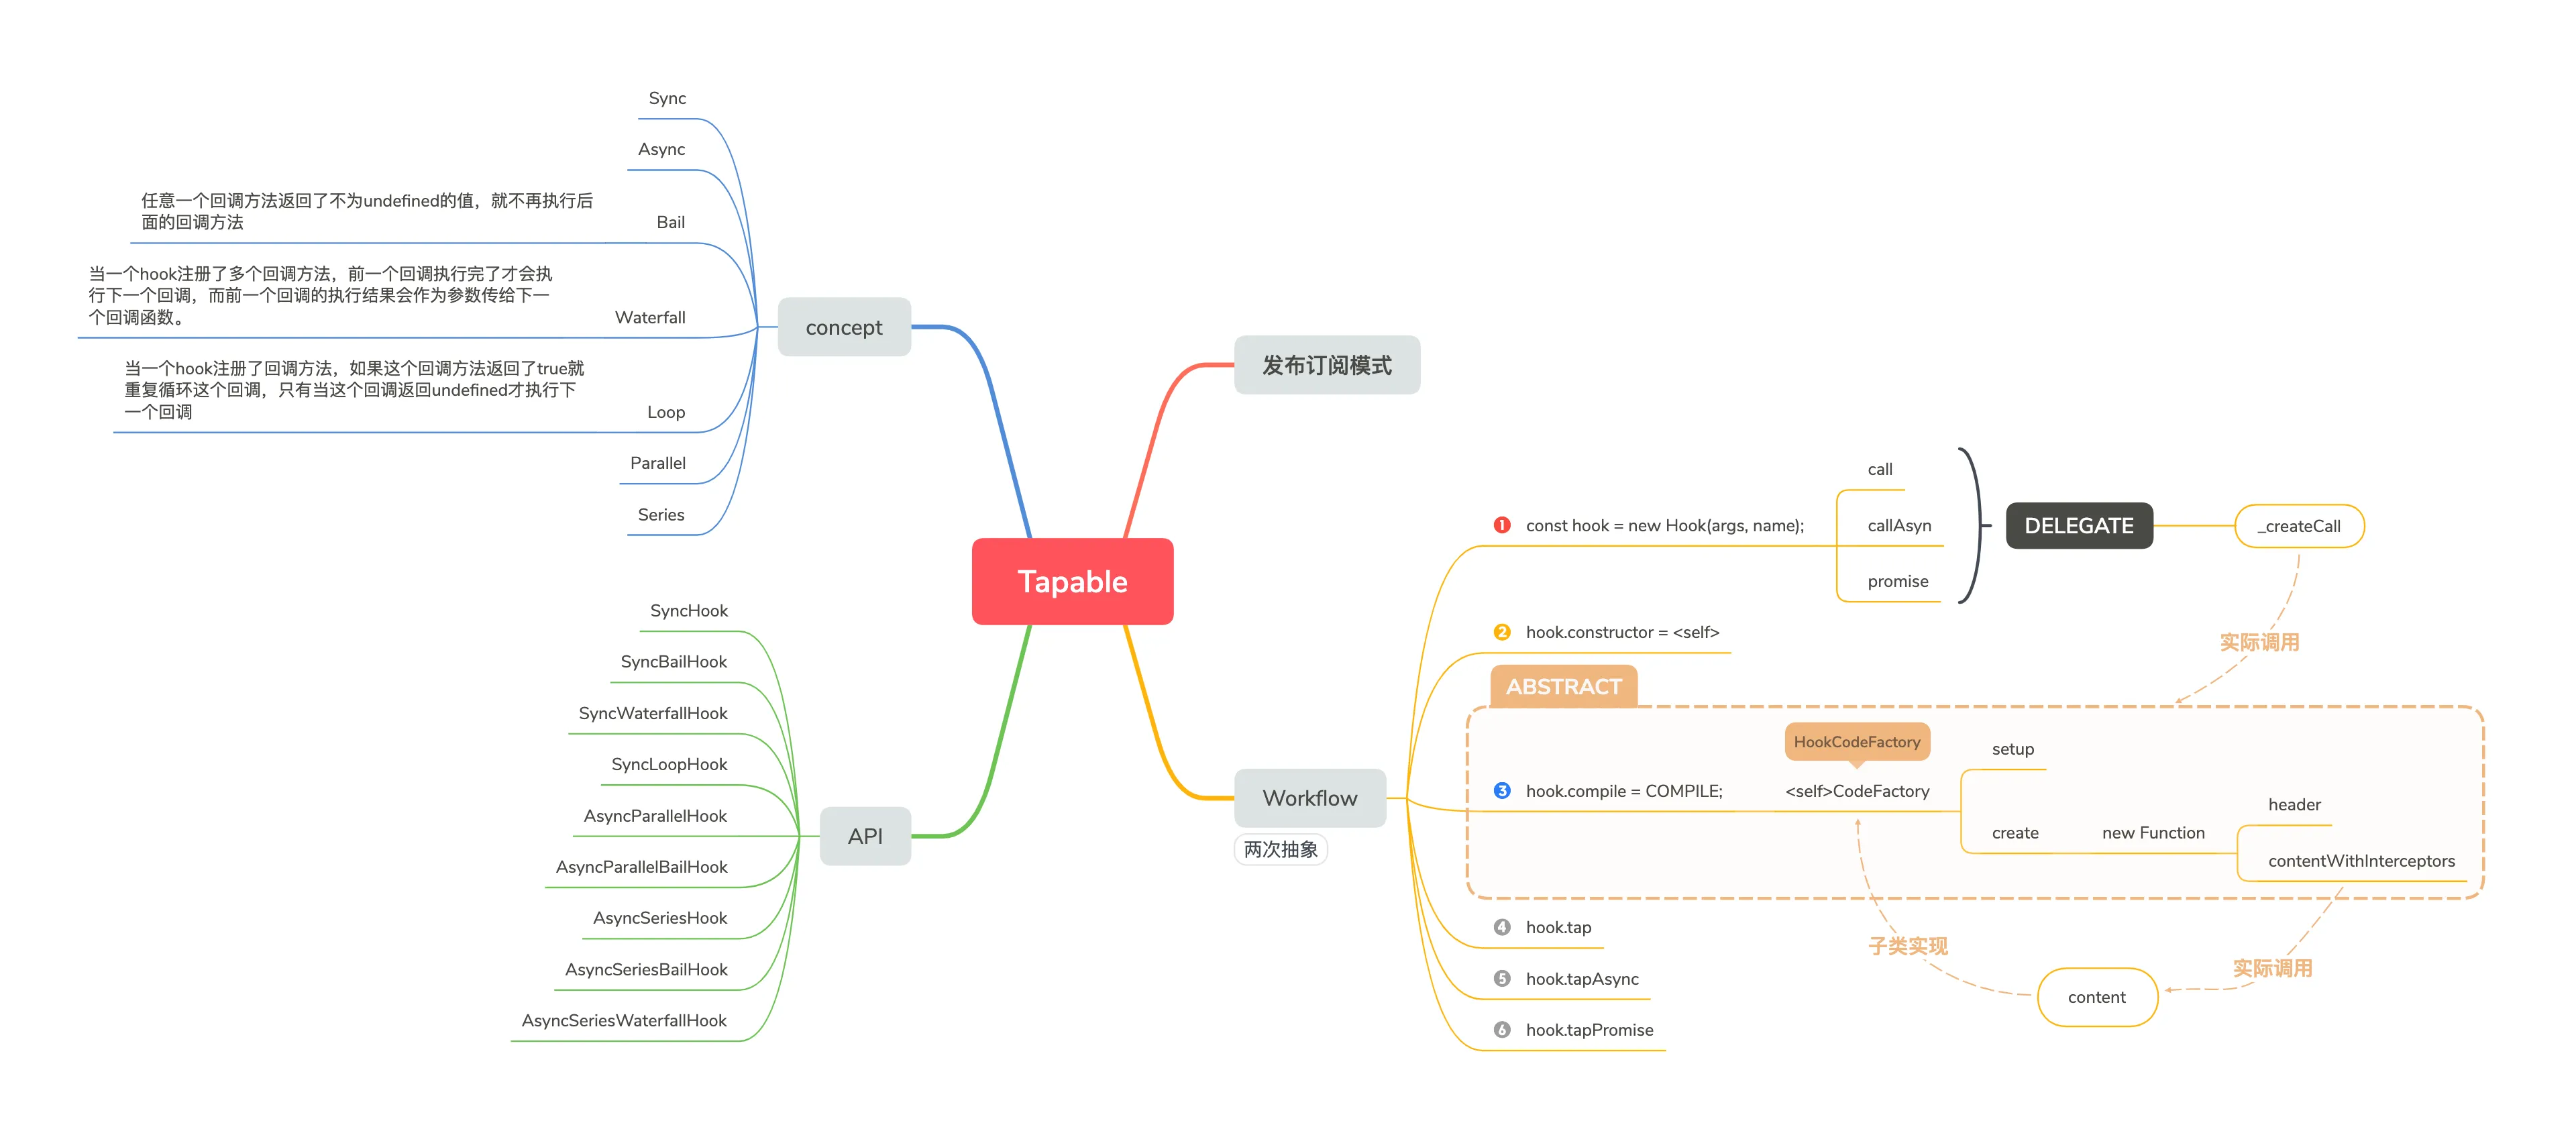 Tapable
concept
Sync
Async
任意一个回调方法返回了不为undefined的值，就不再执行后
面的回调方法
Bail
当一个hook注册了多个回调方法，前一个回调执行完了才会执
行下一个回调，而前一个回调的执行结果会作为参数传给下一
个回调函数。
Waterfall
当一个hook注册了回调方法，如果这个回调方法返回了true就
重复循环这个回调，只有当这个回调返回undefined才执行下
一个回调
Loop
Parallel
Series
API
SyncHook
SyncBailHook
SyncWaterfallHook
SyncLoopHook
AsyncParallelHook
AsyncParallelBailHook
AsyncSeriesHook
AsyncSeriesBailHook
AsyncSeriesWaterfallHook
发布订阅模式
Workflow
两次抽象
1 const hook = new Hook(args, name);
call
callAsyn
promise
DELEGATE
_createCall
实际调用
2 hook.constructor = <self>
ABSTRACT
3 hook.compile = COMPILE;
HookCodeFactory
<self>CodeFactory
setup
create
new Function
header
contentWithInterceptors
实际调用
content
子类实现
4 hook.tap
5 hook.tapAsync
6 hook.tapPromise